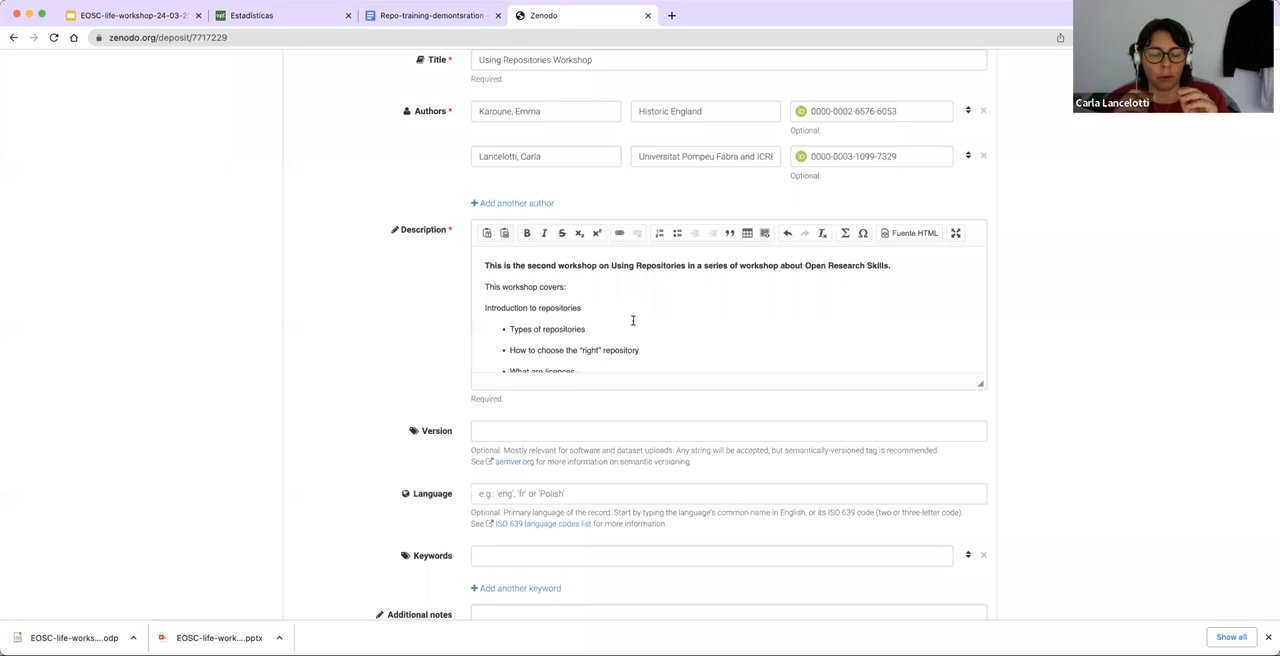 EOSC-life-workshop-24-03-2
Estadísticas
Repo-training-demontsration
Zenodo
zenodo.org/deposit/7717229
Carla Lancelotti
Title *
Using Repositories Workshop
Required.
Authors *
Karoune, Emma
Historic England
0000-0002-6576-6053
Optional.
Lancelotti, Carla
Universitat Pompeu Fabra and ICRE
0000-0003-1099-7329
Optional.
+ Add another author
Description *
B I S x₂ x² Σ Ω Fuente HTML
This is the second workshop on Using Repositories in a series of workshop about Open Research Skills.
This workshop covers:
Introduction to repositories
• Types of repositories
• How to choose the “right” repository
• What are licences
Required
Version
Optional. Mostly relevant for software and dataset uploads. Any string will be accepted, but semantically-versioned tag is recommended.
See semver.org for more information on semantic versioning.
Language
e.g.: 'eng', 'fr' or 'Polish'
Optional. Primary language of the record. Start by typing the language's common name in English, or its ISO 639 code (two or three-letter code).
See ISO 639 language codes list for more information.
Keywords
+ Add another keyword
Additional notes
EOSC-life-works....odp
EOSC-life-work....pptx
Show all